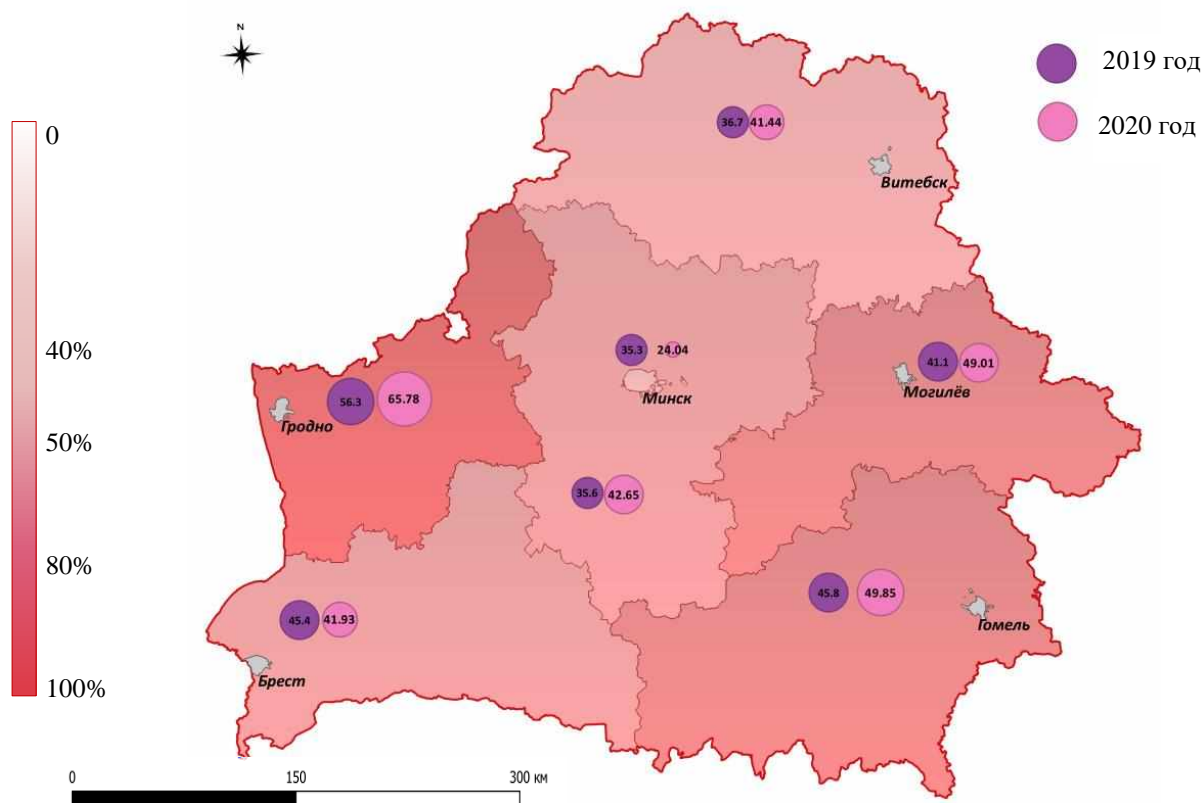 N
2019 год
2020 год
0
40%
50%
80%
100%
36.7 41.44
Витебск
35.3 24.04
Минск
41.1 49.01
Могилёв
56.3 65.78
Гродно
35.6 42.65
45.8 49.85
Гомель
45.4 41.93
Брест
0 150 300 км